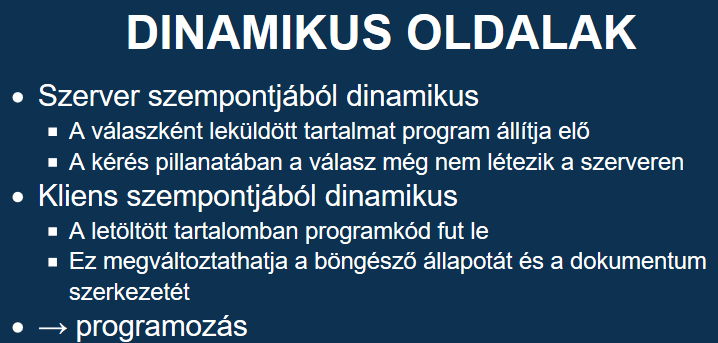 DINAMIKUS OLDALAK
• Szerver szempontjából dinamikus
▪ A válaszként leküldött tartalmat program állítja elő
▪ A kérés pillanatában a válasz még nem létezik a szerveren
• Kliens szempontjából dinamikus
▪ A letöltött tartalomban programkód fut le
▪ Ez megváltoztathatja a böngésző állapotát és a dokumentum
szerkezetét
• → programozás